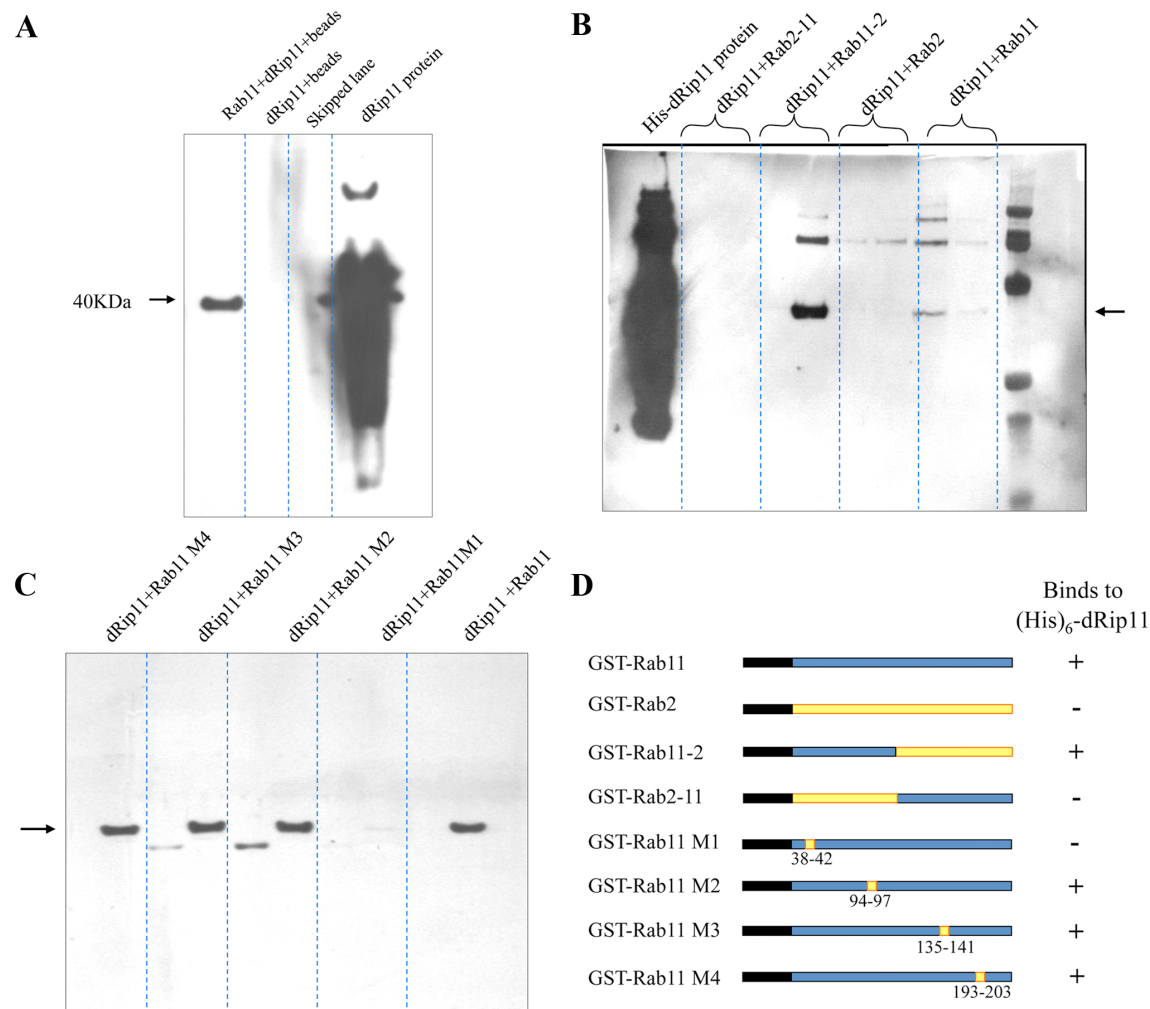 A
Rab11+dRip11+beads
dRip11+beads
Skipped lane
dRip11 protein
40KDa
B
His-dRip11 protein
dRip11+Rab2-11
dRip11+Rab11-2
dRip11+Rab2
dRip11+Rab11
C
dRip11+Rab11 M4
dRip11+Rab11 M3
dRip11+Rab11 M2
dRip11+Rab11M1
dRip11 +Rab11
D
Binds to
(His)6-dRip11
GST-Rab11 +
GST-Rab2 -
GST-Rab11-2 +
GST-Rab2-11 -
GST-Rab11 M1 -
38-42
GST-Rab11 M2 +
94-97
GST-Rab11 M3 +
135-141
GST-Rab11 M4 +
193-203